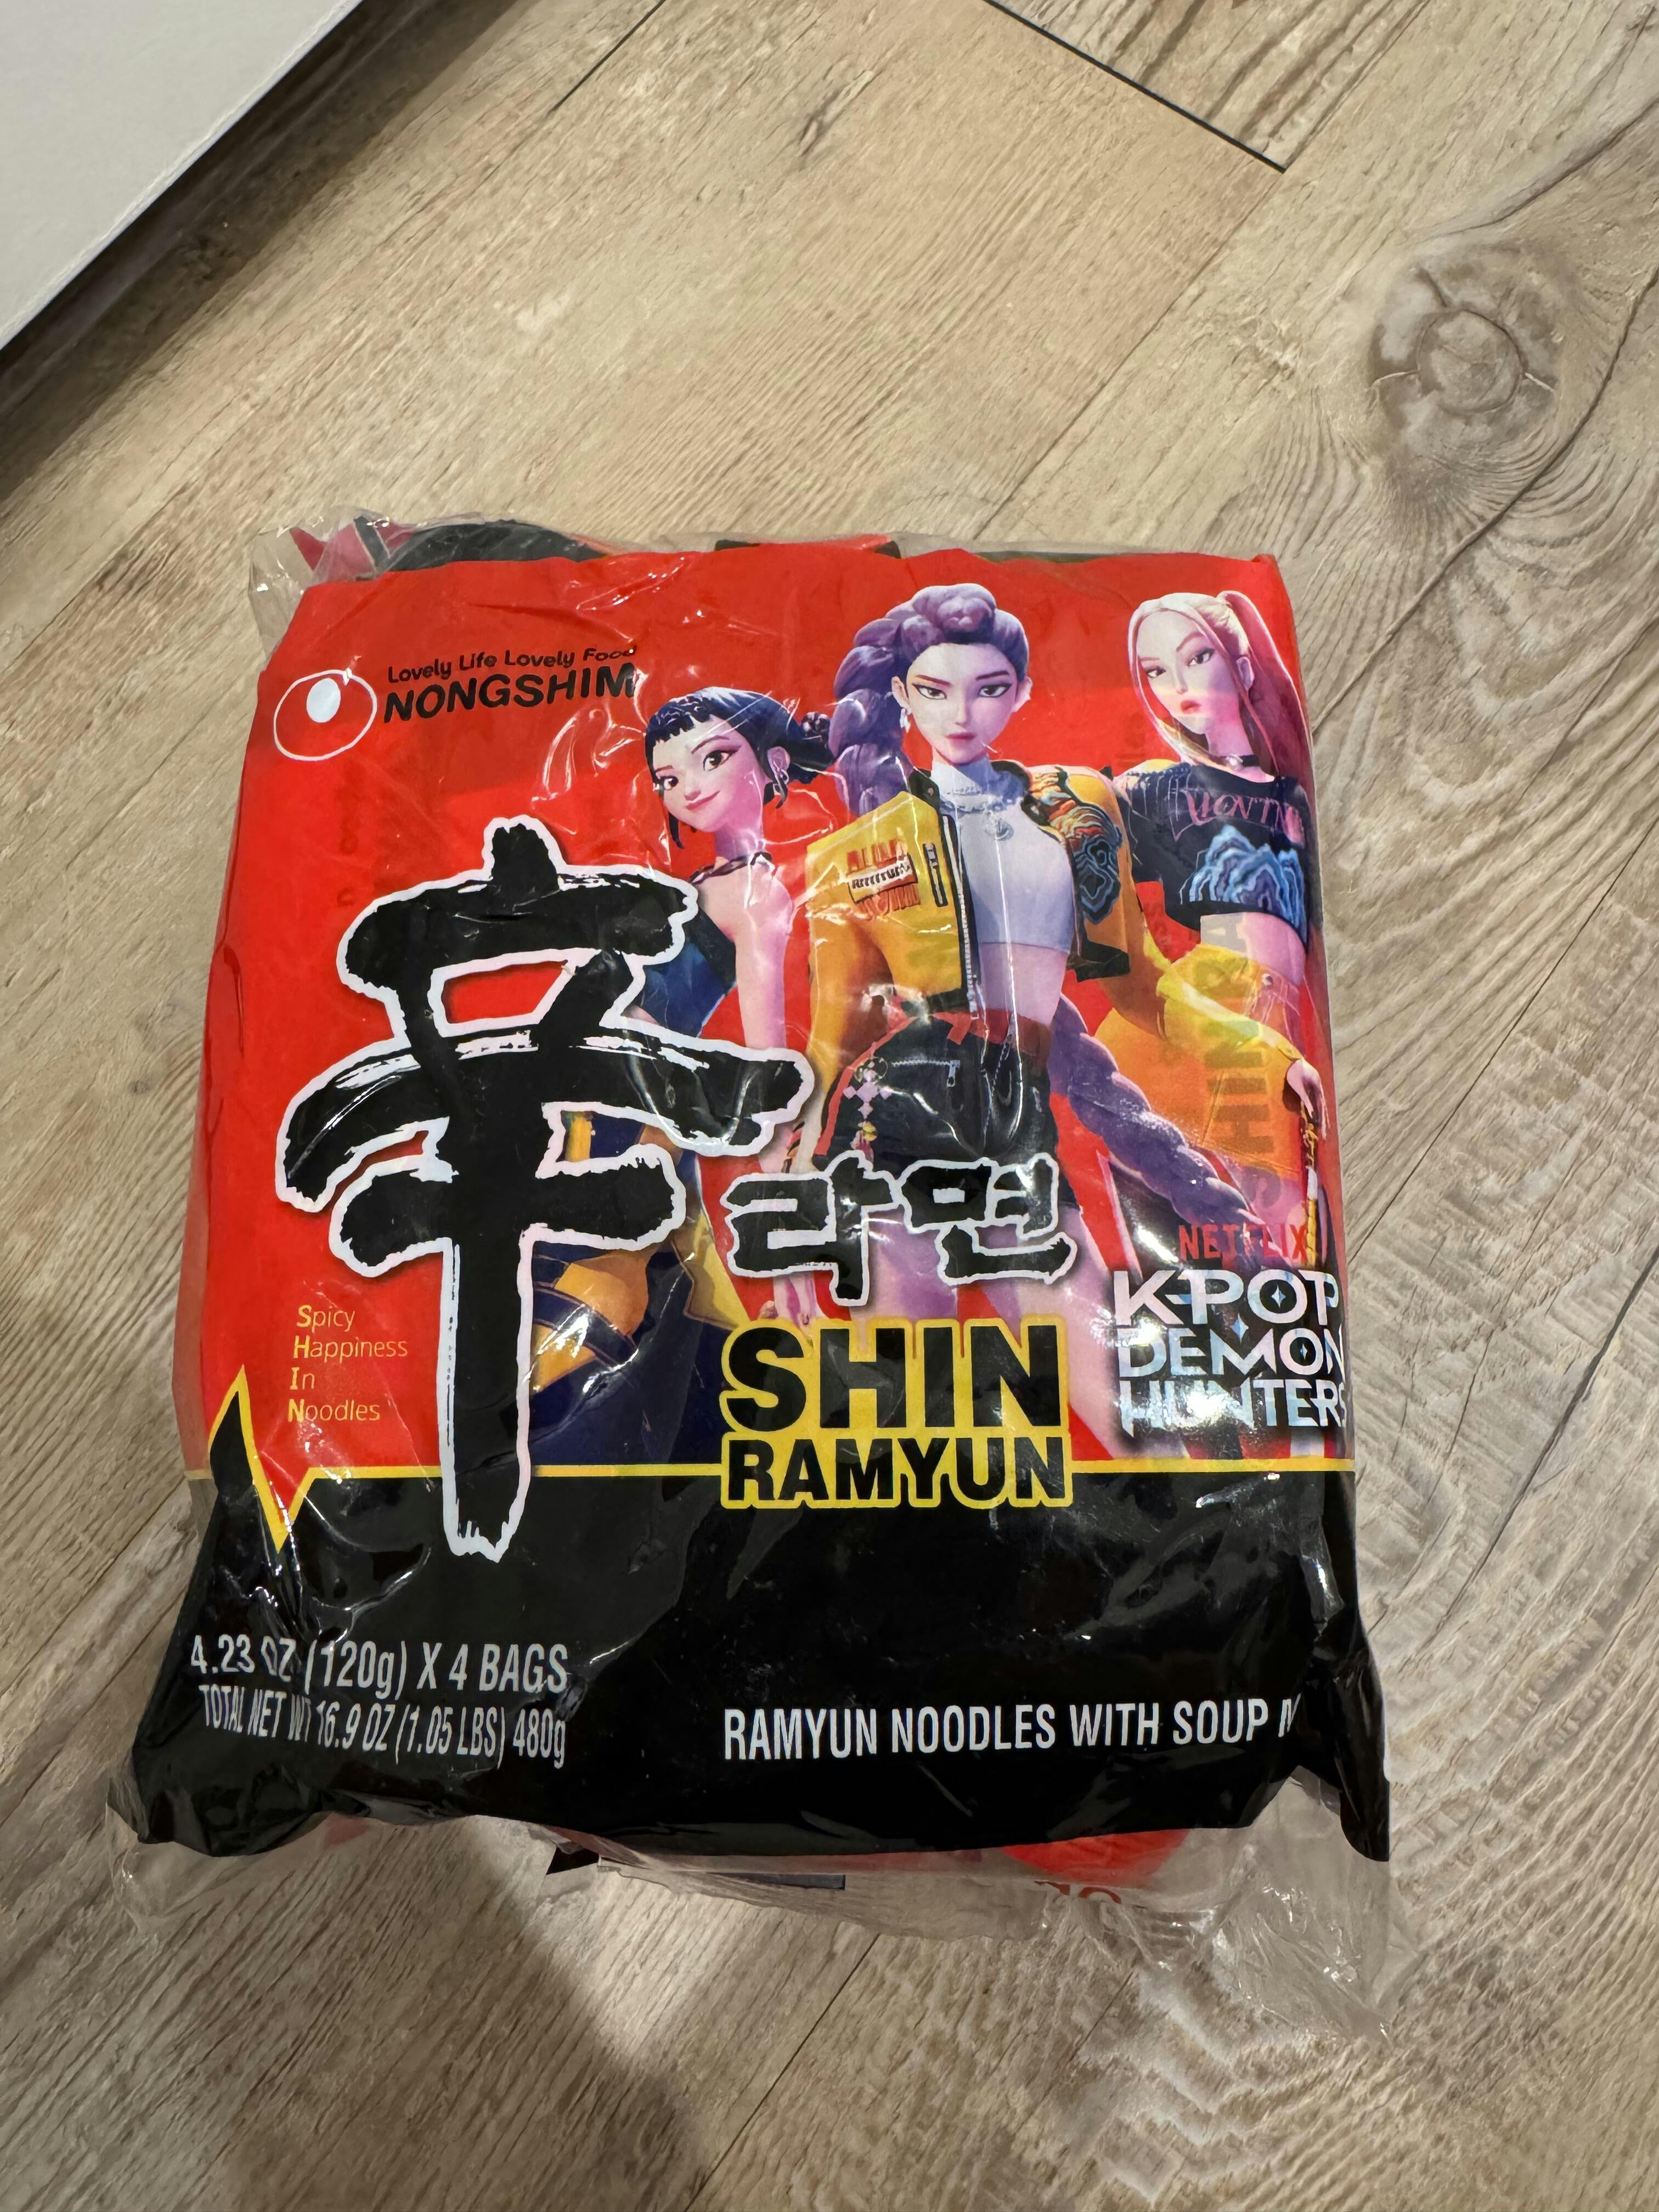 Lovely Life Lovely Food
NONGSHIM
辛
라면
Spicy
Happiness
In
Noodles
SHIN
RAMYUN
NETFLIX
K-POP
DEMON
HUNTERS
4.23 OZ (120g) X 4 BAGS
TOTAL NET WT 16.9 OZ (1.05 LBS) 480g
RAMYUN NOODLES WITH SOUP